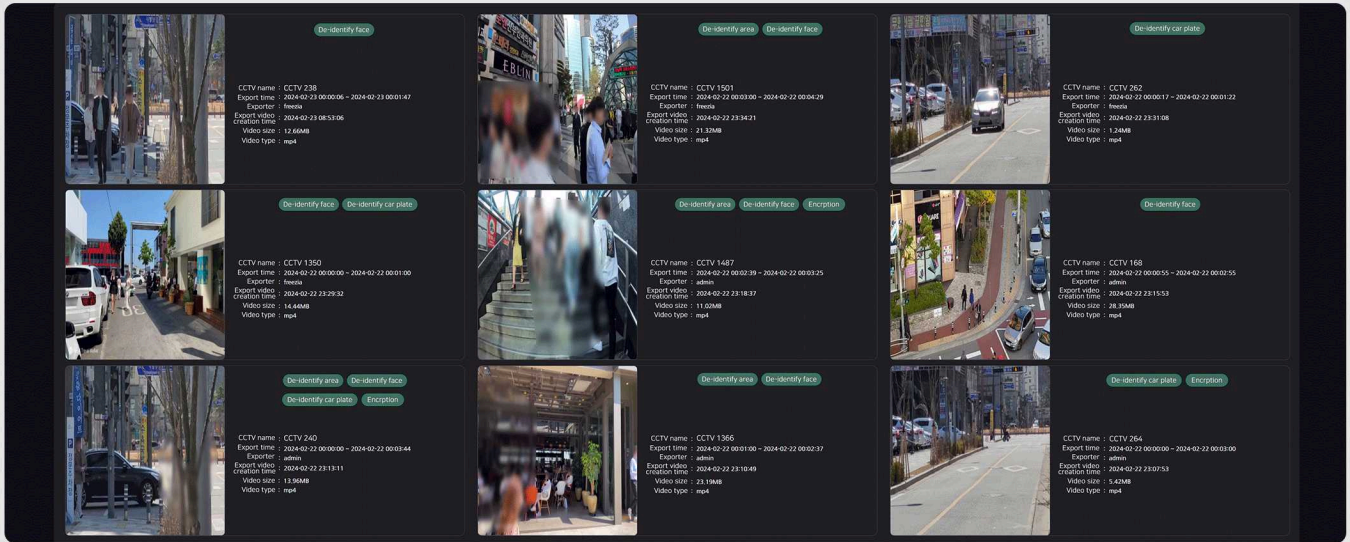 De-identify face
CCTV name : CCTV 238
Export time : 2024-02-23 00:00:06 ~ 2024-02-23 00:01:47
Exporter : freezia
Export video creation time : 2024-02-23 08:53:06
Video size : 12.66MB
Video type : mp4
EBLIN
De-identify area De-identify face
CCTV name : CCTV 1501
Export time : 2024-02-22 00:03:00 ~ 2024-02-22 00:04:29
Exporter : freezia
Export video creation time : 2024-02-22 23:34:21
Video size : 21.32MB
Video type : mp4
De-identify car plate
CCTV name : CCTV 262
Export time : 2024-02-22 00:00:17 ~ 2024-02-22 00:01:22
Exporter : freezia
Export video creation time : 2024-02-22 23:31:08
Video size : 1.24MB
Video type : mp4
De-identify face De-identify car plate
CCTV name : CCTV 1350
Export time : 2024-02-22 00:00:00 ~ 2024-02-22 00:01:00
Exporter : freezia
Export video creation time : 2024-02-22 23:29:32
Video size : 14.44MB
Video type : mp4
De-identify area De-identify face Encrption
CCTV name : CCTV 1487
Export time : 2024-02-22 00:02:39 ~ 2024-02-22 00:03:25
Exporter : admin
Export video creation time : 2024-02-22 23:18:37
Video size : 11.02MB
Video type : mp4
De-identify face
CCTV name : CCTV 168
Export time : 2024-02-22 00:00:55 ~ 2024-02-22 00:02:55
Exporter : admin
Export video creation time : 2024-02-22 23:15:53
Video size : 28.35MB
Video type : mp4
De-identify area De-identify face
De-identify car plate Encrption
CCTV name : CCTV 240
Export time : 2024-02-22 00:00:00 ~ 2024-02-22 00:03:44
Exporter : admin
Export video creation time : 2024-02-22 23:13:11
Video size : 13.96MB
Video type : mp4
De-identify area De-identify face
CCTV name : CCTV 1366
Export time : 2024-02-22 00:01:00 ~ 2024-02-22 00:02:37
Exporter : admin
Export video creation time : 2024-02-22 23:10:49
Video size : 23.19MB
Video type : mp4
De-identify car plate Encrption
CCTV name : CCTV 264
Export time : 2024-02-22 00:00:00 ~ 2024-02-22 00:03:00
Exporter : admin
Export video creation time : 2024-02-22 23:07:53
Video size : 5.42MB
Video type : mp4